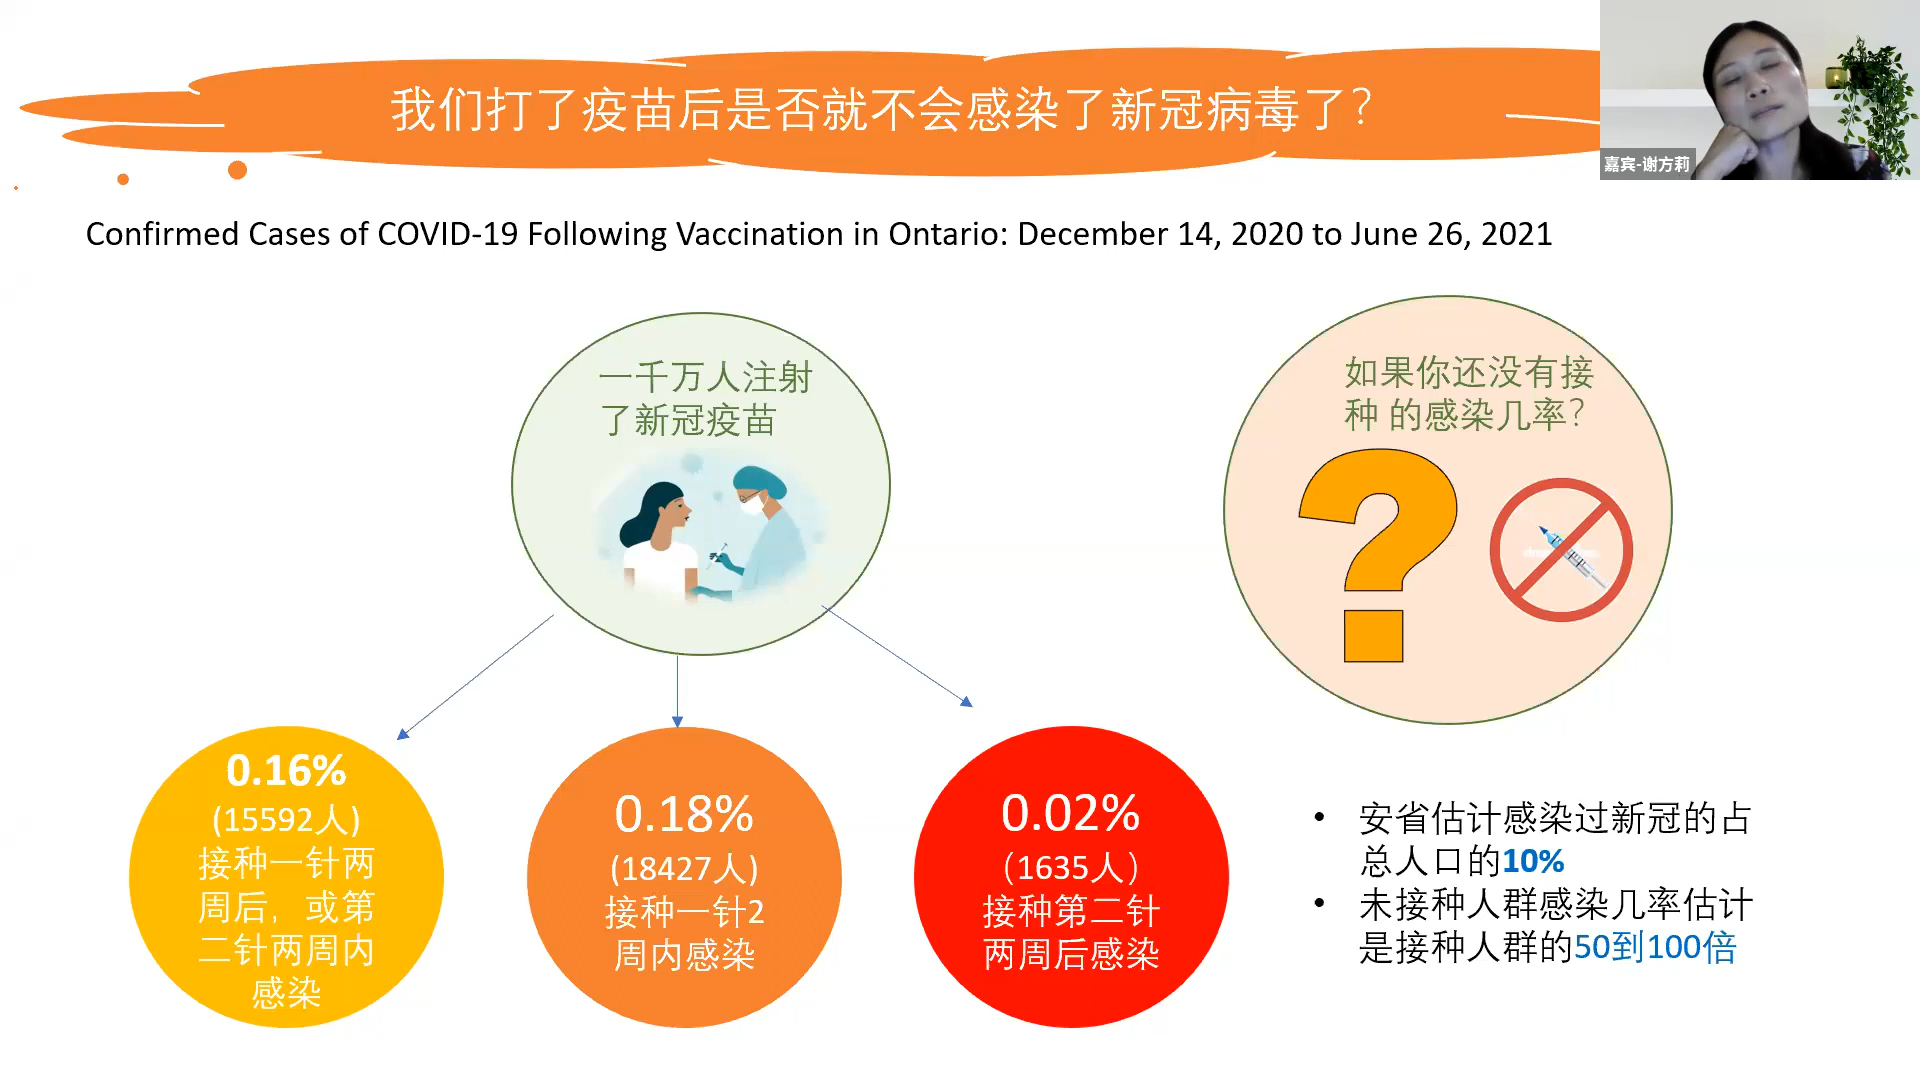 我们打了疫苗后是否就不会感染了新冠病毒了？
嘉宾-谢方莉
Confirmed Cases of COVID-19 Following Vaccination in Ontario: December 14, 2020 to June 26, 2021
一千万人注射
了新冠疫苗
如果你还没有接
种 的感染几率？
0.16%
(15592人)
接种一针两
周后，或第
二针两周内
感染
0.18%
(18427人)
接种一针2
周内感染
0.02%
（1635人）
接种第二针
两周后感染
• 安省估计感染过新冠的占
总人口的10%
• 未接种人群感染几率估计
是接种人群的50到100倍